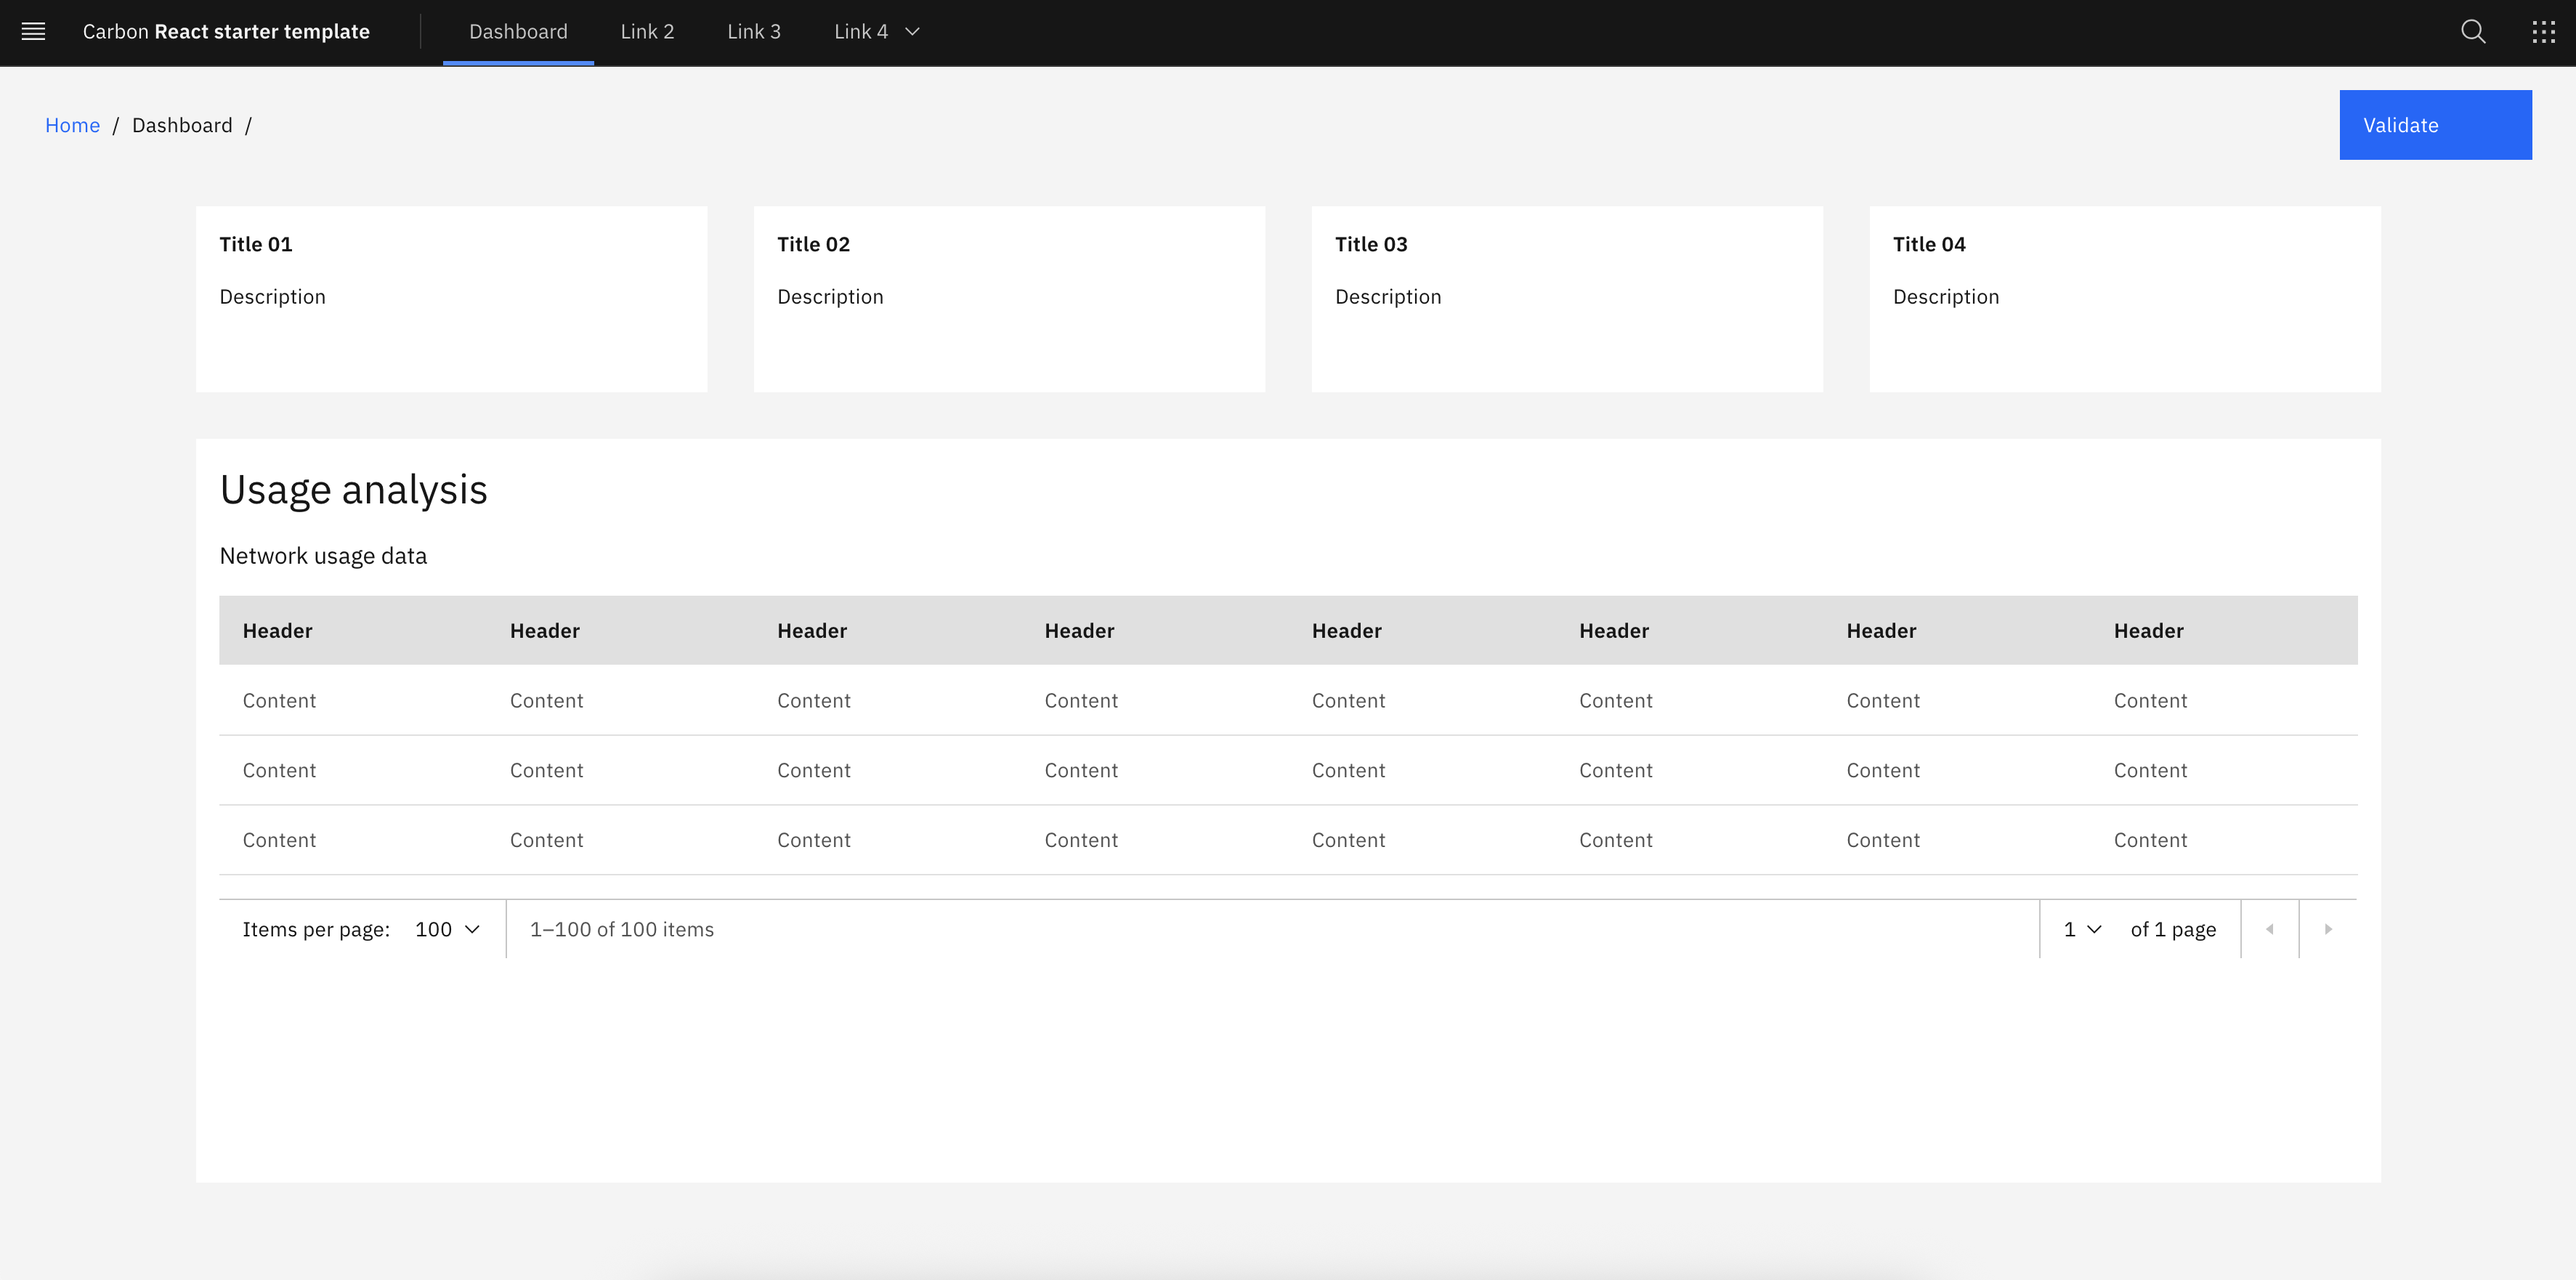 Carbon React starter template Dashboard Link 2 Link 3 Link 4
Home / Dashboard /
Validate
Title 01 Title 02 Title 03 Title 04
Description Description Description Description
Usage analysis
Network usage data
Header Header Header Header Header Header Header Header
Content Content Content Content Content Content Content Content
Content Content Content Content Content Content Content Content
Content Content Content Content Content Content Content Content
Items per page: 100 1–100 of 100 items 1 of 1 page